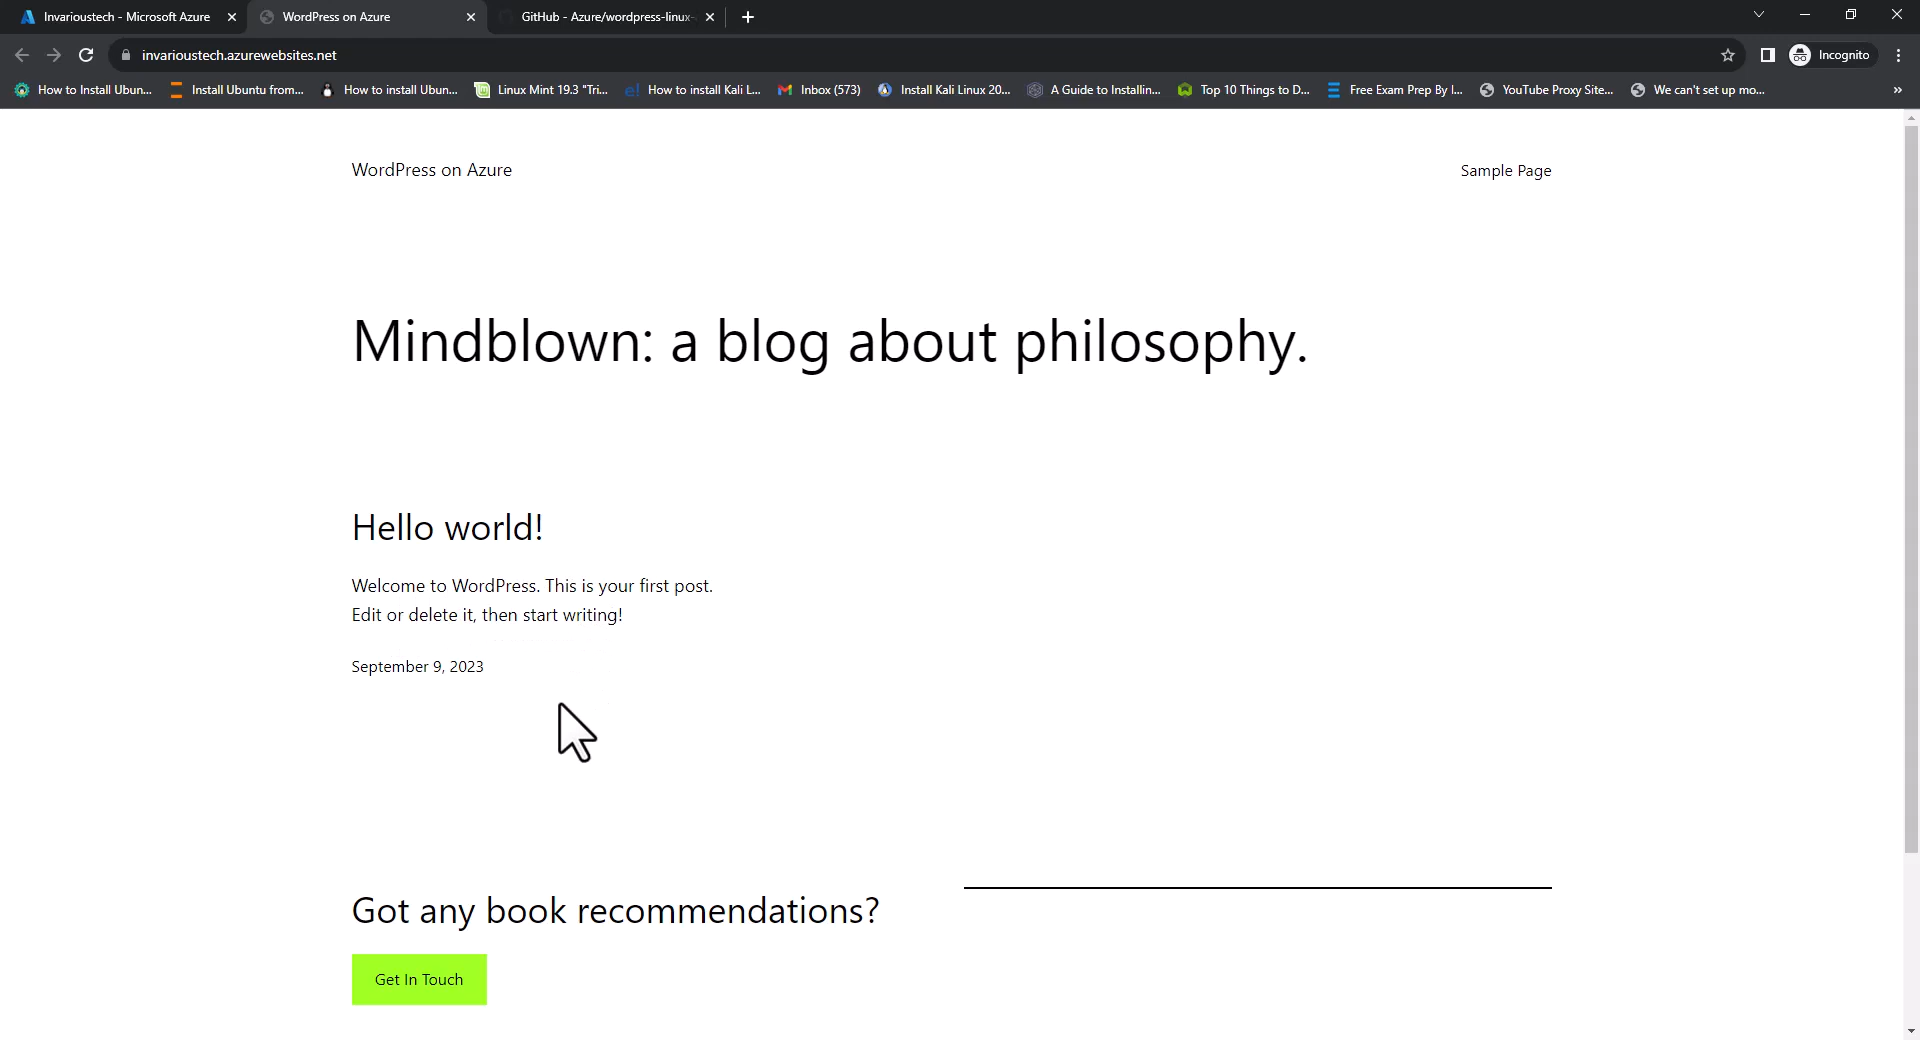 Invarioustech - Microsoft Azure
WordPress on Azure
GitHub - Azure/wordpress-linux-
invarioustech.azurewebsites.net
Incognito
How to Install Ubun...
Install Ubuntu from...
How to install Ubun...
Linux Mint 19.3 "Tri...
How to install Kali L...
Inbox (573)
Install Kali Linux 20...
A Guide to Installin...
Top 10 Things to D...
Free Exam Prep By I...
YouTube Proxy Site...
We can't set up mo...
WordPress on Azure
Sample Page
Mindblown: a blog about philosophy.
Hello world!
Welcome to WordPress. This is your first post.
Edit or delete it, then start writing!
September 9, 2023
Got any book recommendations?
Get In Touch